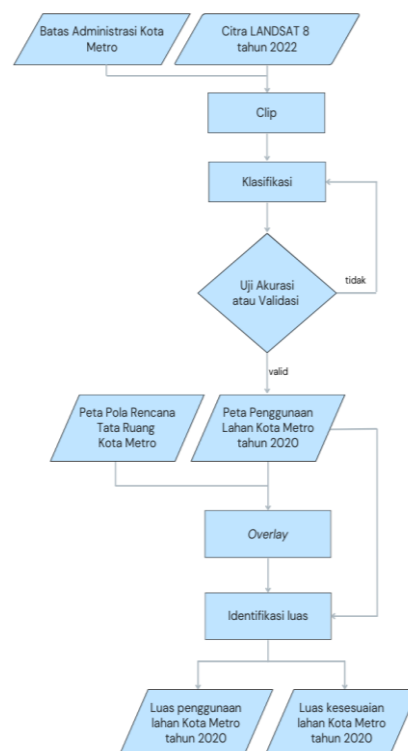 Batas Administrasi Kota
Metro
Citra LANDSAT 8
tahun 2022
Clip
Klasifikasi
Uji Akurasi
atau Validasi
tidak
valid
Peta Pola Rencana
Tata Ruang
Kota Metro
Peta Penggunaan
Lahan Kota Metro
tahun 2020
Overlay
Identifikasi luas
Luas penggunaan
lahan Kota Metro
tahun 2020
Luas kesesuaian
lahan Kota Metro
tahun 2020